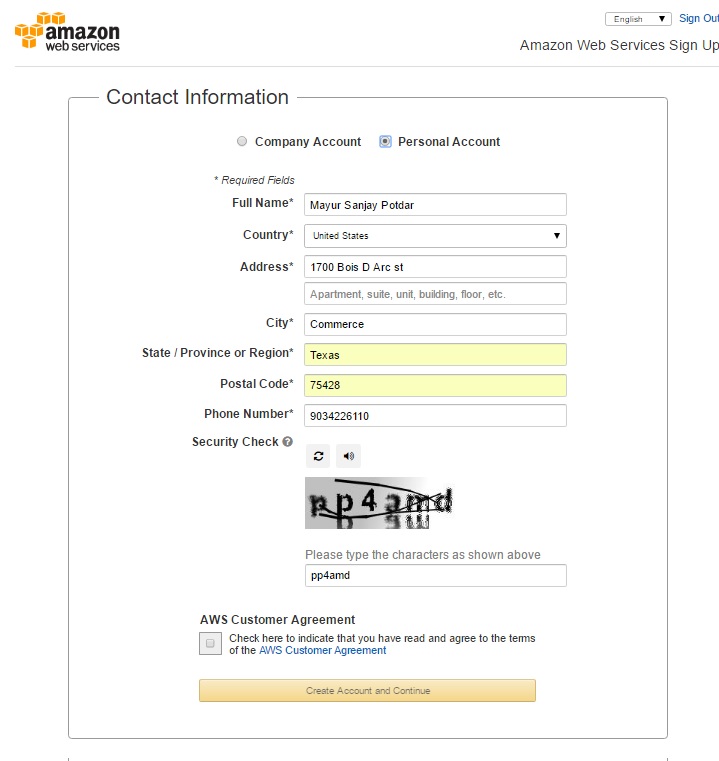 amazon
web services
English
Sign Out
Amazon Web Services Sign Up
Contact Information
Company Account
Personal Account
* Required Fields
Full Name* Mayur Sanjay Potdar
Country* United States
Address* 1700 Bois D Arc st
Apartment, suite, unit, building, floor, etc.
City* Commerce
State / Province or Region* Texas
Postal Code* 75428
Phone Number* 9034226110
Security Check ?
pp4amd
Please type the characters as shown above
pp4amd
AWS Customer Agreement
Check here to indicate that you have read and agree to the terms
of the AWS Customer Agreement
Create Account and Continue